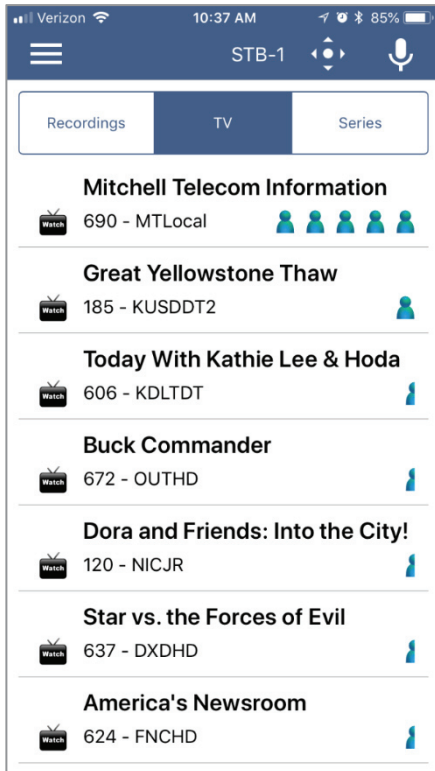 Verizon 10:37 AM 85%
STB-1
Recordings TV Series
Mitchell Telecom Information
Watch 690 - MTLocal
Great Yellowstone Thaw
Watch 185 - KUSDDT2
Today With Kathie Lee & Hoda
Watch 606 - KDLTDT
Buck Commander
Watch 672 - OUTHD
Dora and Friends: Into the City!
Watch 120 - NICJR
Star vs. the Forces of Evil
Watch 637 - DXDHD
America's Newsroom
Watch 624 - FNCHD